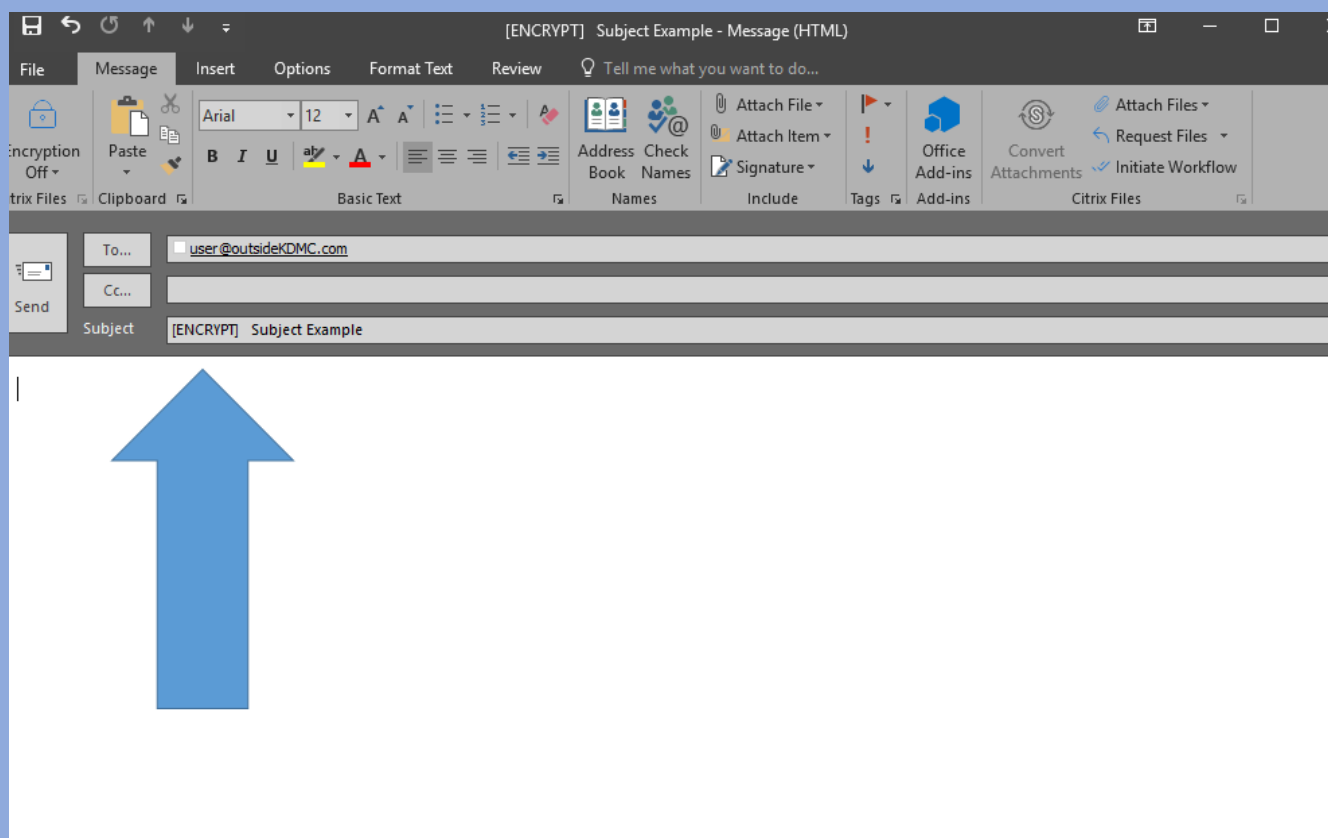 [ENCRYPT] Subject Example - Message (HTML)
File Message Insert Options Format Text Review Tell me what you want to do...
Arial 12 Attach File Attach Files
Attach Item Request Files
Encryption Off Paste B I U aby A Address Book Check Names Signature Office Add-ins Convert Attachments Initiate Workflow
Citrix Files Clipboard Basic Text Names Include Tags Add-ins Citrix Files
To... user@outsideKDMC.com
Cc...
Send
Subject [ENCRYPT] Subject Example